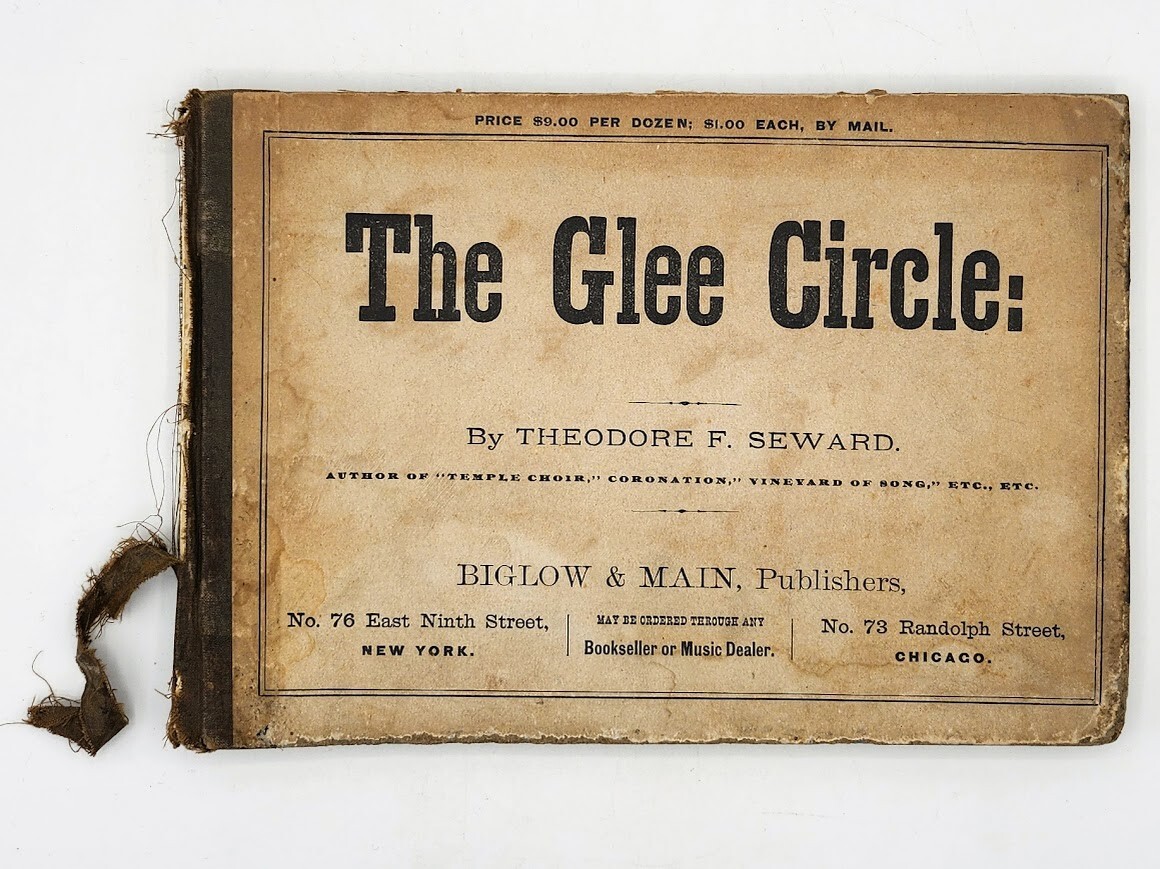 PRICE $9.00 PER DOZEN; $1.00 EACH, BY MAIL.
The Glee Circle:
By THEODORE F. SEWARD.
AUTHOR OF "TEMPLE CHOIR," CORONATION," VINEYARD OF SONG," ETC., ETC.
BIGLOW & MAIN, Publishers,
No. 76 East Ninth Street,
NEW YORK.
MAY BE ORDERED THROUGH ANY
Bookseller or Music Dealer.
No. 73 Randolph Street,
CHICAGO.